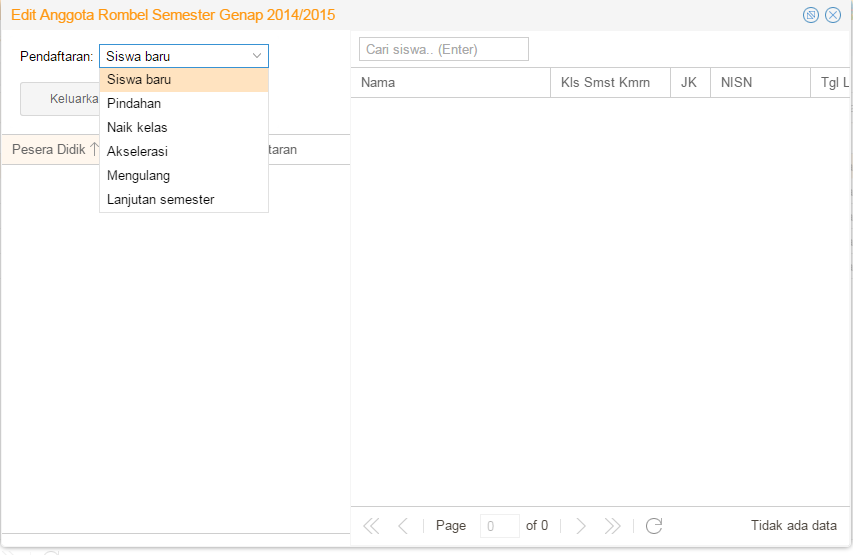 Edit Anggota Rombel Semester Genap 2014/2015
Pendaftaran: Siswa baru
Siswa baru
Pindahan
Naik kelas
Akselerasi
Mengulang
Lanjutan semester
Keluarka
Pesera Didik
taran
Cari siswa.. (Enter)
Nama Kls Smst Kmrn JK NISN Tgl L
Page 0 of 0 Tidak ada data